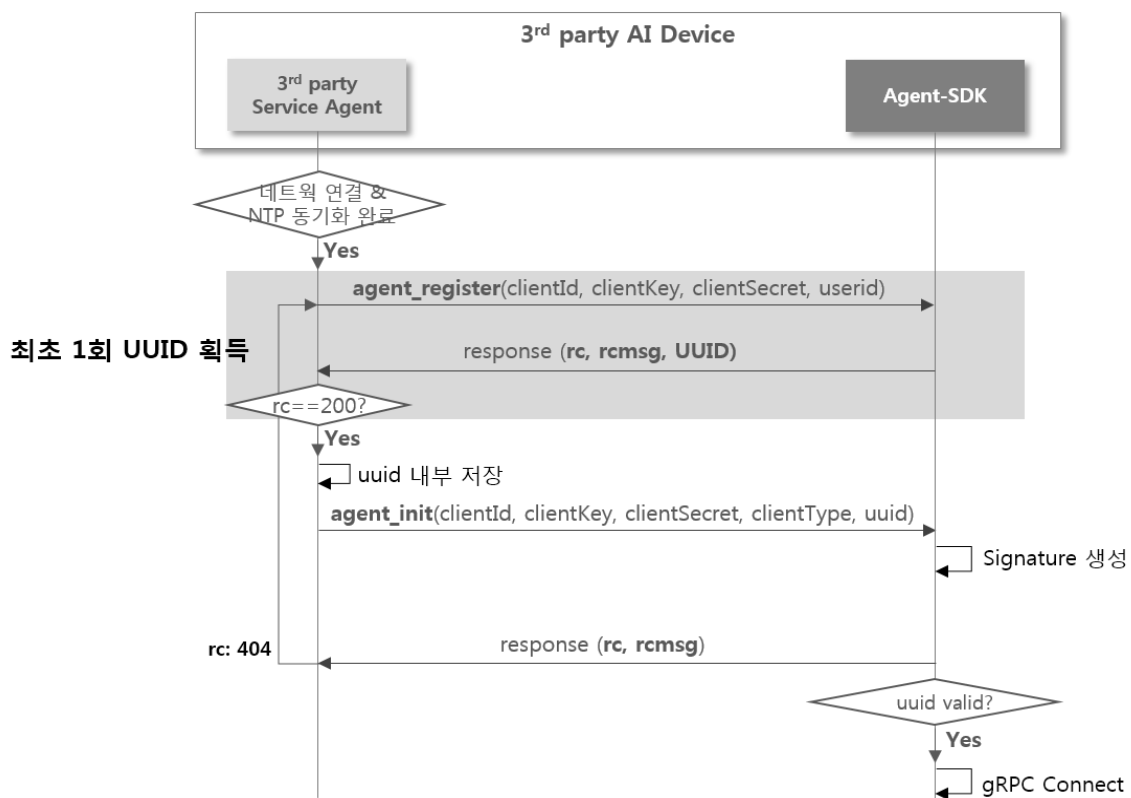 3rd party AI Device
3rd party
Service Agent
Agent-SDK
네트웍 연결 &
NTP 동기화 완료
Yes
agent_register(clientId, clientKey, clientSecret, userid)
최초 1회 UUID 획득
response (rc, rcmsg, UUID)
rc==200?
Yes
uuid 내부 저장
agent_init(clientId, clientKey, clientSecret, clientType, uuid)
Signature 생성
rc: 404
response (rc, rcmsg)
uuid valid?
Yes
gRPC Connect